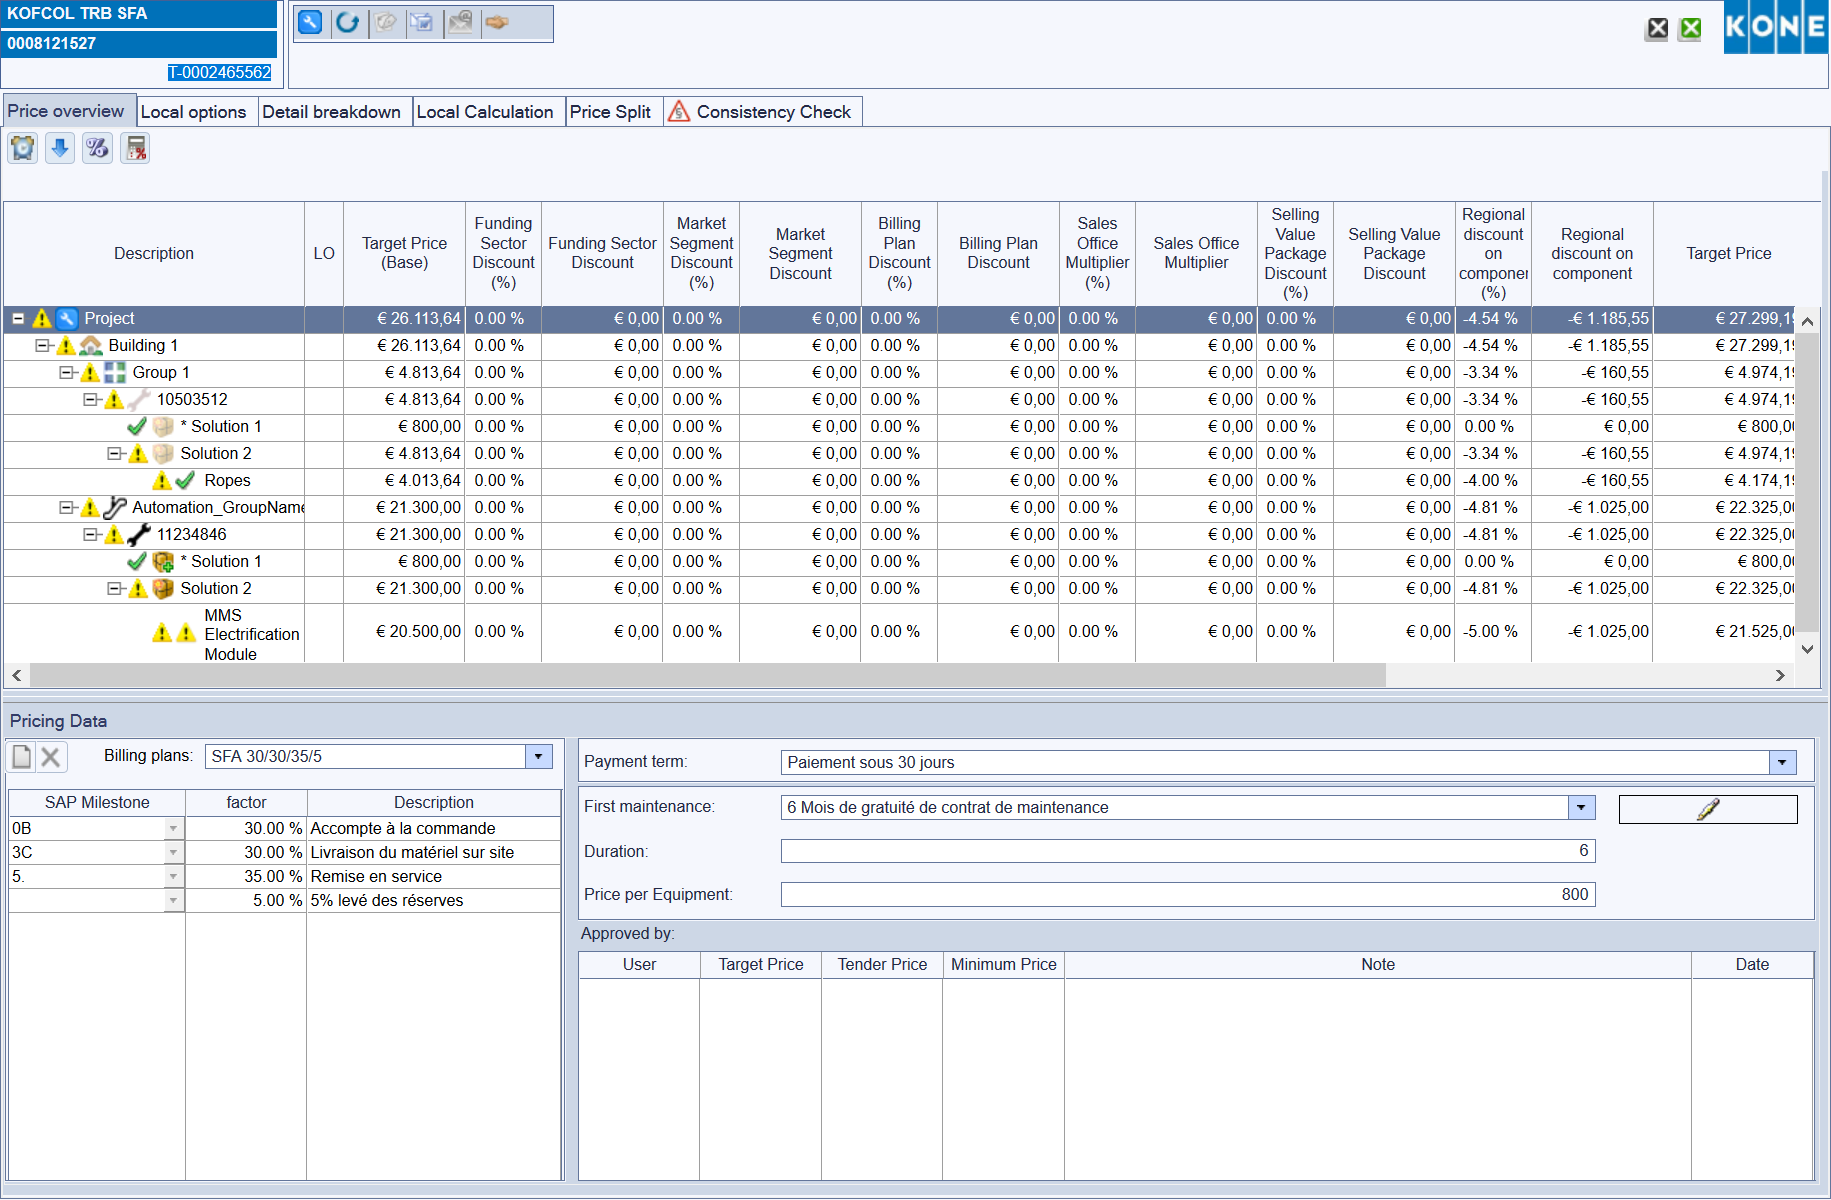 KOFCOL TRB SFA
0008121527
T-0002465562
KONE
Price overview Local options Detail breakdown Local Calculation Price Split Consistency Check
Description LO Target Price (Base) Funding Sector Discount (%) Funding Sector Discount Market Segment Discount (%) Market Segment Discount Billing Plan Discount (%) Billing Plan Discount Sales Office Multiplier (%) Sales Office Multiplier Selling Value Package Discount (%) Selling Value Package Discount Regional discount on componer (%) Regional discount on component Target Price
Project € 26.113,64 0.00 % € 0,00 0.00 % € 0,00 0.00 % € 0,00 0.00 % € 0,00 0.00 % € 0,00 -4.54 % -€ 1.185,55 € 27.299,19
Building 1 € 26.113,64 0.00 % € 0,00 0.00 % € 0,00 0.00 % € 0,00 0.00 % € 0,00 0.00 % € 0,00 -4.54 % -€ 1.185,55 € 27.299,19
Group 1 € 4.813,64 0.00 % € 0,00 0.00 % € 0,00 0.00 % € 0,00 0.00 % € 0,00 0.00 % € 0,00 -3.34 % -€ 160,55 € 4.974,19
10503512 € 4.813,64 0.00 % € 0,00 0.00 % € 0,00 0.00 % € 0,00 0.00 % € 0,00 0.00 % € 0,00 -3.34 % -€ 160,55 € 4.974,19
* Solution 1 € 800,00 0.00 % € 0,00 0.00 % € 0,00 0.00 % € 0,00 0.00 % € 0,00 0.00 % € 0,00 0.00 % € 0,00 € 800,00
Solution 2 € 4.813,64 0.00 % € 0,00 0.00 % € 0,00 0.00 % € 0,00 0.00 % € 0,00 0.00 % € 0,00 -3.34 % -€ 160,55 € 4.974,19
Ropes € 4.013,64 0.00 % € 0,00 0.00 % € 0,00 0.00 % € 0,00 0.00 % € 0,00 0.00 % € 0,00 -4.00 % -€ 160,55 € 4.174,19
Automation_GroupName € 21.300,00 0.00 % € 0,00 0.00 % € 0,00 0.00 % € 0,00 0.00 % € 0,00 0.00 % € 0,00 -4.81 % -€ 1.025,00 € 22.325,00
11234846 € 21.300,00 0.00 % € 0,00 0.00 % € 0,00 0.00 % € 0,00 0.00 % € 0,00 0.00 % € 0,00 -4.81 % -€ 1.025,00 € 22.325,00
* Solution 1 € 800,00 0.00 % € 0,00 0.00 % € 0,00 0.00 % € 0,00 0.00 % € 0,00 0.00 % € 0,00 0.00 % € 0,00 € 800,00
Solution 2 € 21.300,00 0.00 % € 0,00 0.00 % € 0,00 0.00 % € 0,00 0.00 % € 0,00 0.00 % € 0,00 -4.81 % -€ 1.025,00 € 22.325,00
MMS Electrification Module € 20.500,00 0.00 % € 0,00 0.00 % € 0,00 0.00 % € 0,00 0.00 % € 0,00 0.00 % € 0,00 -5.00 % -€ 1.025,00 € 21.525,00
Pricing Data
Billing plans: SFA 30/30/35/5
SAP Milestone factor Description
0B 30.00 % Accompte à la commande
3C 30.00 % Livraison du matériel sur site
5. 35.00 % Remise en service
5.00 % 5% levé des réserves
Payment term: Paiement sous 30 jours
First maintenance: 6 Mois de gratuité de contrat de maintenance
Duration: 6
Price per Equipment: 800
Approved by:
User Target Price Tender Price Minimum Price Note Date